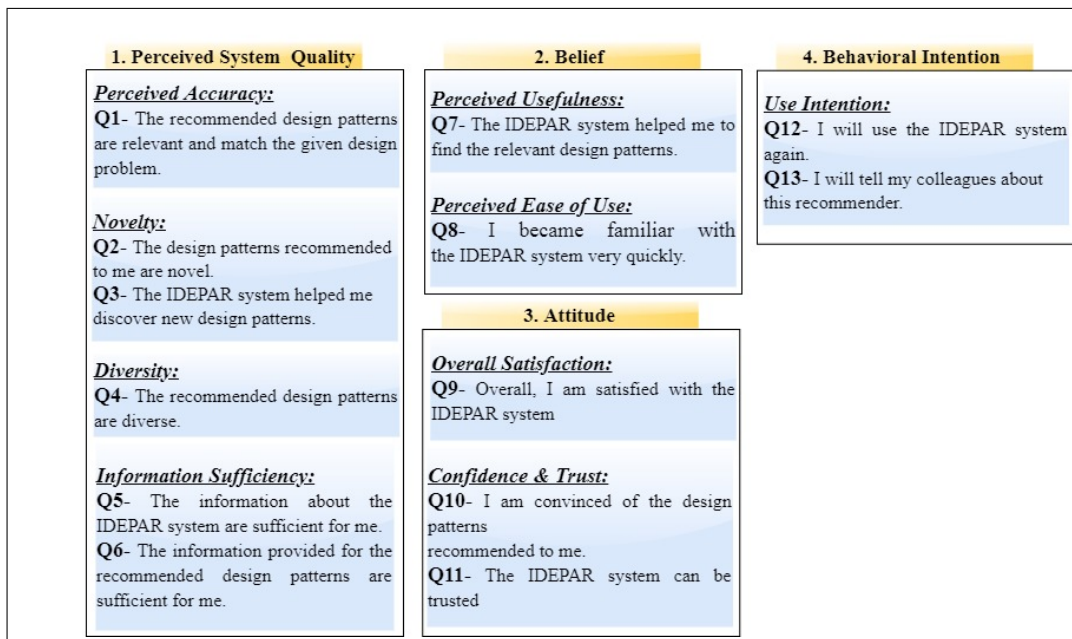 1. Perceived System Quality
Perceived Accuracy:
Q1- The recommended design patterns
are relevant and match the given design
problem.
Novelty:
Q2- The design patterns recommended
to me are novel.
Q3- The IDEPAR system helped me
discover new design patterns.
Diversity:
Q4- The recommended design patterns
are diverse.
Information Sufficiency:
Q5- The information about the
IDEPAR system are sufficient for me.
Q6- The information provided for the
recommended design patterns are
sufficient for me.
2. Belief
Perceived Usefulness:
Q7- The IDEPAR system helped me to
find the relevant design patterns.
Perceived Ease of Use:
Q8- I became familiar with
the IDEPAR system very quickly.
3. Attitude
Overall Satisfaction:
Q9- Overall, I am satisfied with the
IDEPAR system
Confidence & Trust:
Q10- I am convinced of the design
patterns
recommended to me.
Q11- The IDEPAR system can be
trusted
4. Behavioral Intention
Use Intention:
Q12- I will use the IDEPAR system
again.
Q13- I will tell my colleagues about
this recommender.